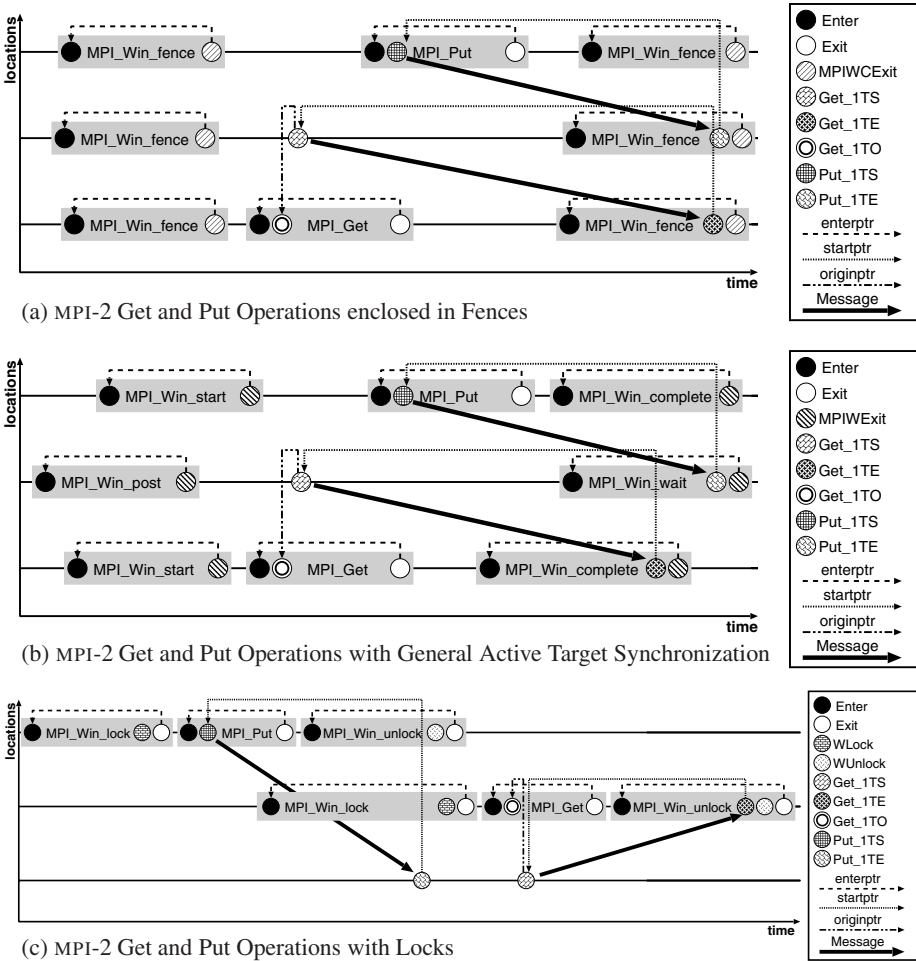 locations
MPI_Win_fence
MPI_Put
MPI_Win_fence
MPI_Win_fence
MPI_Win_fence
MPI_Win_fence
MPI_Get
MPI_Win_fence
time
Enter
Exit
MPIWCExit
Get_1TS
Get_1TE
Get_1TO
Put_1TS
Put_1TE
enterptr
startptr
originptr
Message
(a) MPI-2 Get and Put Operations enclosed in Fences
locations
MPI_Win_start
MPI_Put
MPI_Win_complete
MPI_Win_post
MPI_Win_wait
MPI_Win_start
MPI_Get
MPI_Win_complete
time
Enter
Exit
MPIWExit
Get_1TS
Get_1TE
Get_1TO
Put_1TS
Put_1TE
enterptr
startptr
originptr
Message
(b) MPI-2 Get and Put Operations with General Active Target Synchronization
locations
MPI_Win_lock
MPI_Put
MPI_Win_unlock
MPI_Win_lock
MPI_Get
MPI_Win_unlock
time
Enter
Exit
WLock
WUnlock
Get_1TS
Get_1TE
Get_1TO
Put_1TS
Put_1TE
enterptr
startptr
originptr
Message
(c) MPI-2 Get and Put Operations with Locks